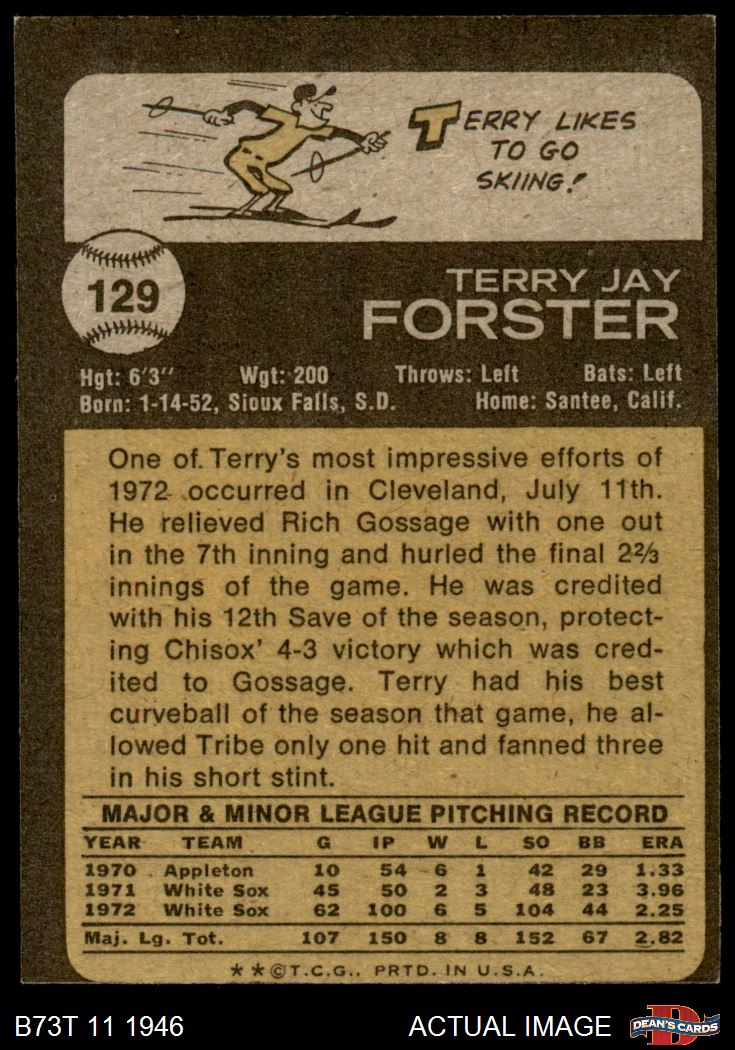 TERRY LIKES
TO GO
SKIING!
129
TERRY JAY
FORSTER
Hgt: 6'3" Wgt: 200 Throws: Left Bats: Left
Born: 1-14-52, Sioux Falls, S.D. Home: Santee, Calif.
One of Terry's most impressive efforts of
1972 occurred in Cleveland, July 11th.
He relieved Rich Gossage with one out
in the 7th inning and hurled the final 2⅔
innings of the game. He was credited
with his 12th Save of the season, protect-
ing Chisox' 4-3 victory which was cred-
ited to Gossage. Terry had his best
curveball of the season that game, he al-
lowed Tribe only one hit and fanned three
in his short stint.
MAJOR & MINOR LEAGUE PITCHING RECORD
YEAR TEAM G IP W L SO BB ERA
1970 Appleton 10 54 6 1 42 29 1.33
1971 White Sox 45 50 2 3 48 23 3.96
1972 White Sox 62 100 6 5 104 44 2.25
Maj. Lg. Tot. 107 150 8 8 152 67 2.82
**©T.C.G.. PRTD. IN U.S.A.
B73T 11 1946 ACTUAL IMAGE D DEAN'S CARDS